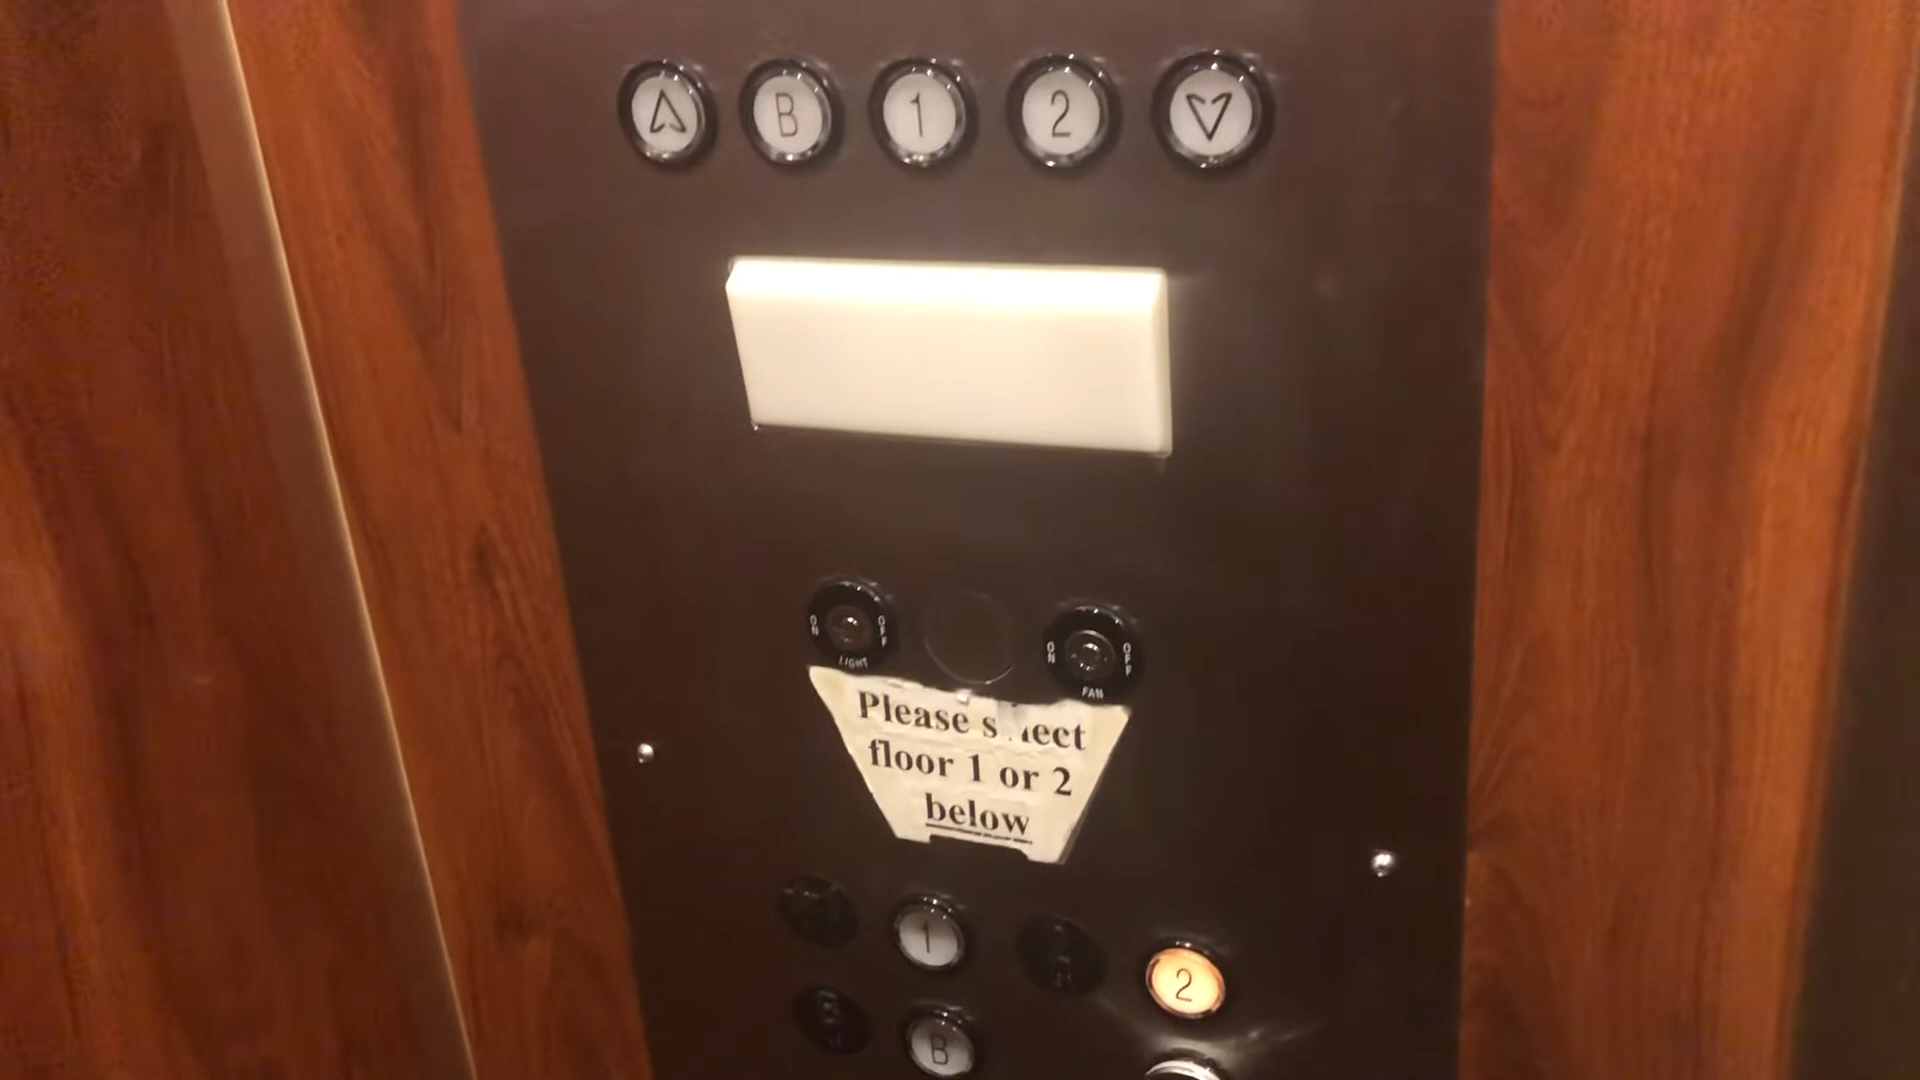 B 1 2
ON OFF ON OFF
LIGHT FAN
Please
floor 1 or 2
below
1 2
B